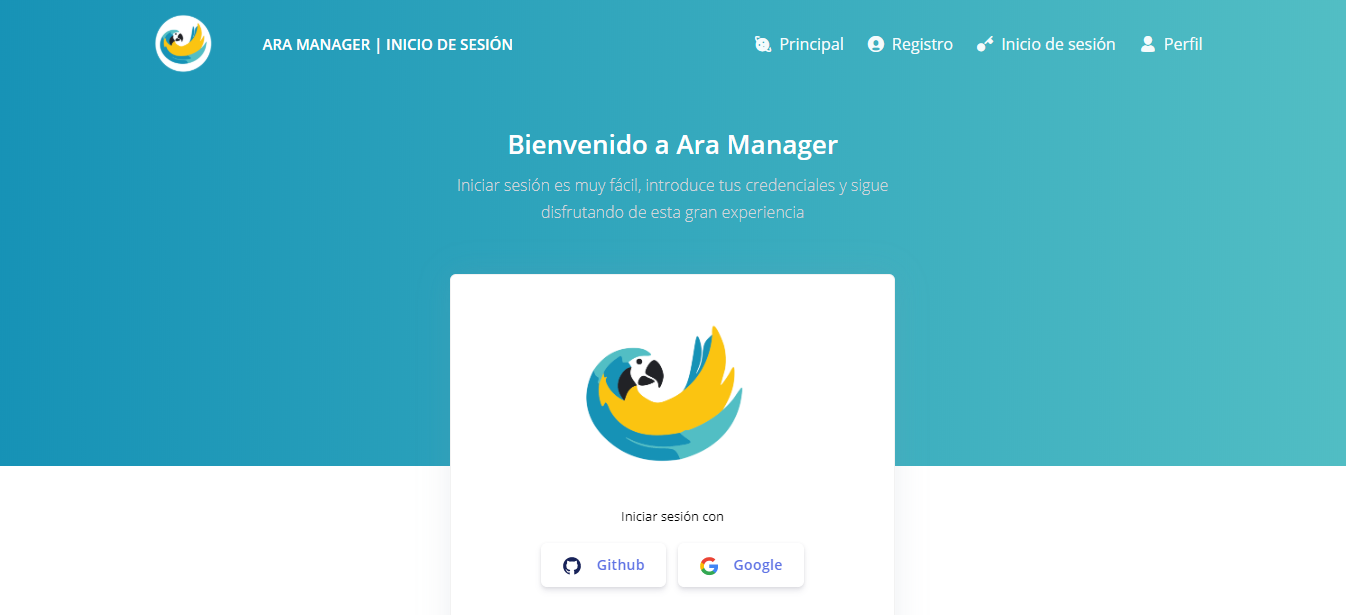 ARA MANAGER | INICIO DE SESIÓN
Principal
Registro
Inicio de sesión
Perfil
Bienvenido a Ara Manager
Iniciar sesión es muy fácil, introduce tus credenciales y sigue
disfrutando de esta gran experiencia
Iniciar sesión con
Github
Google